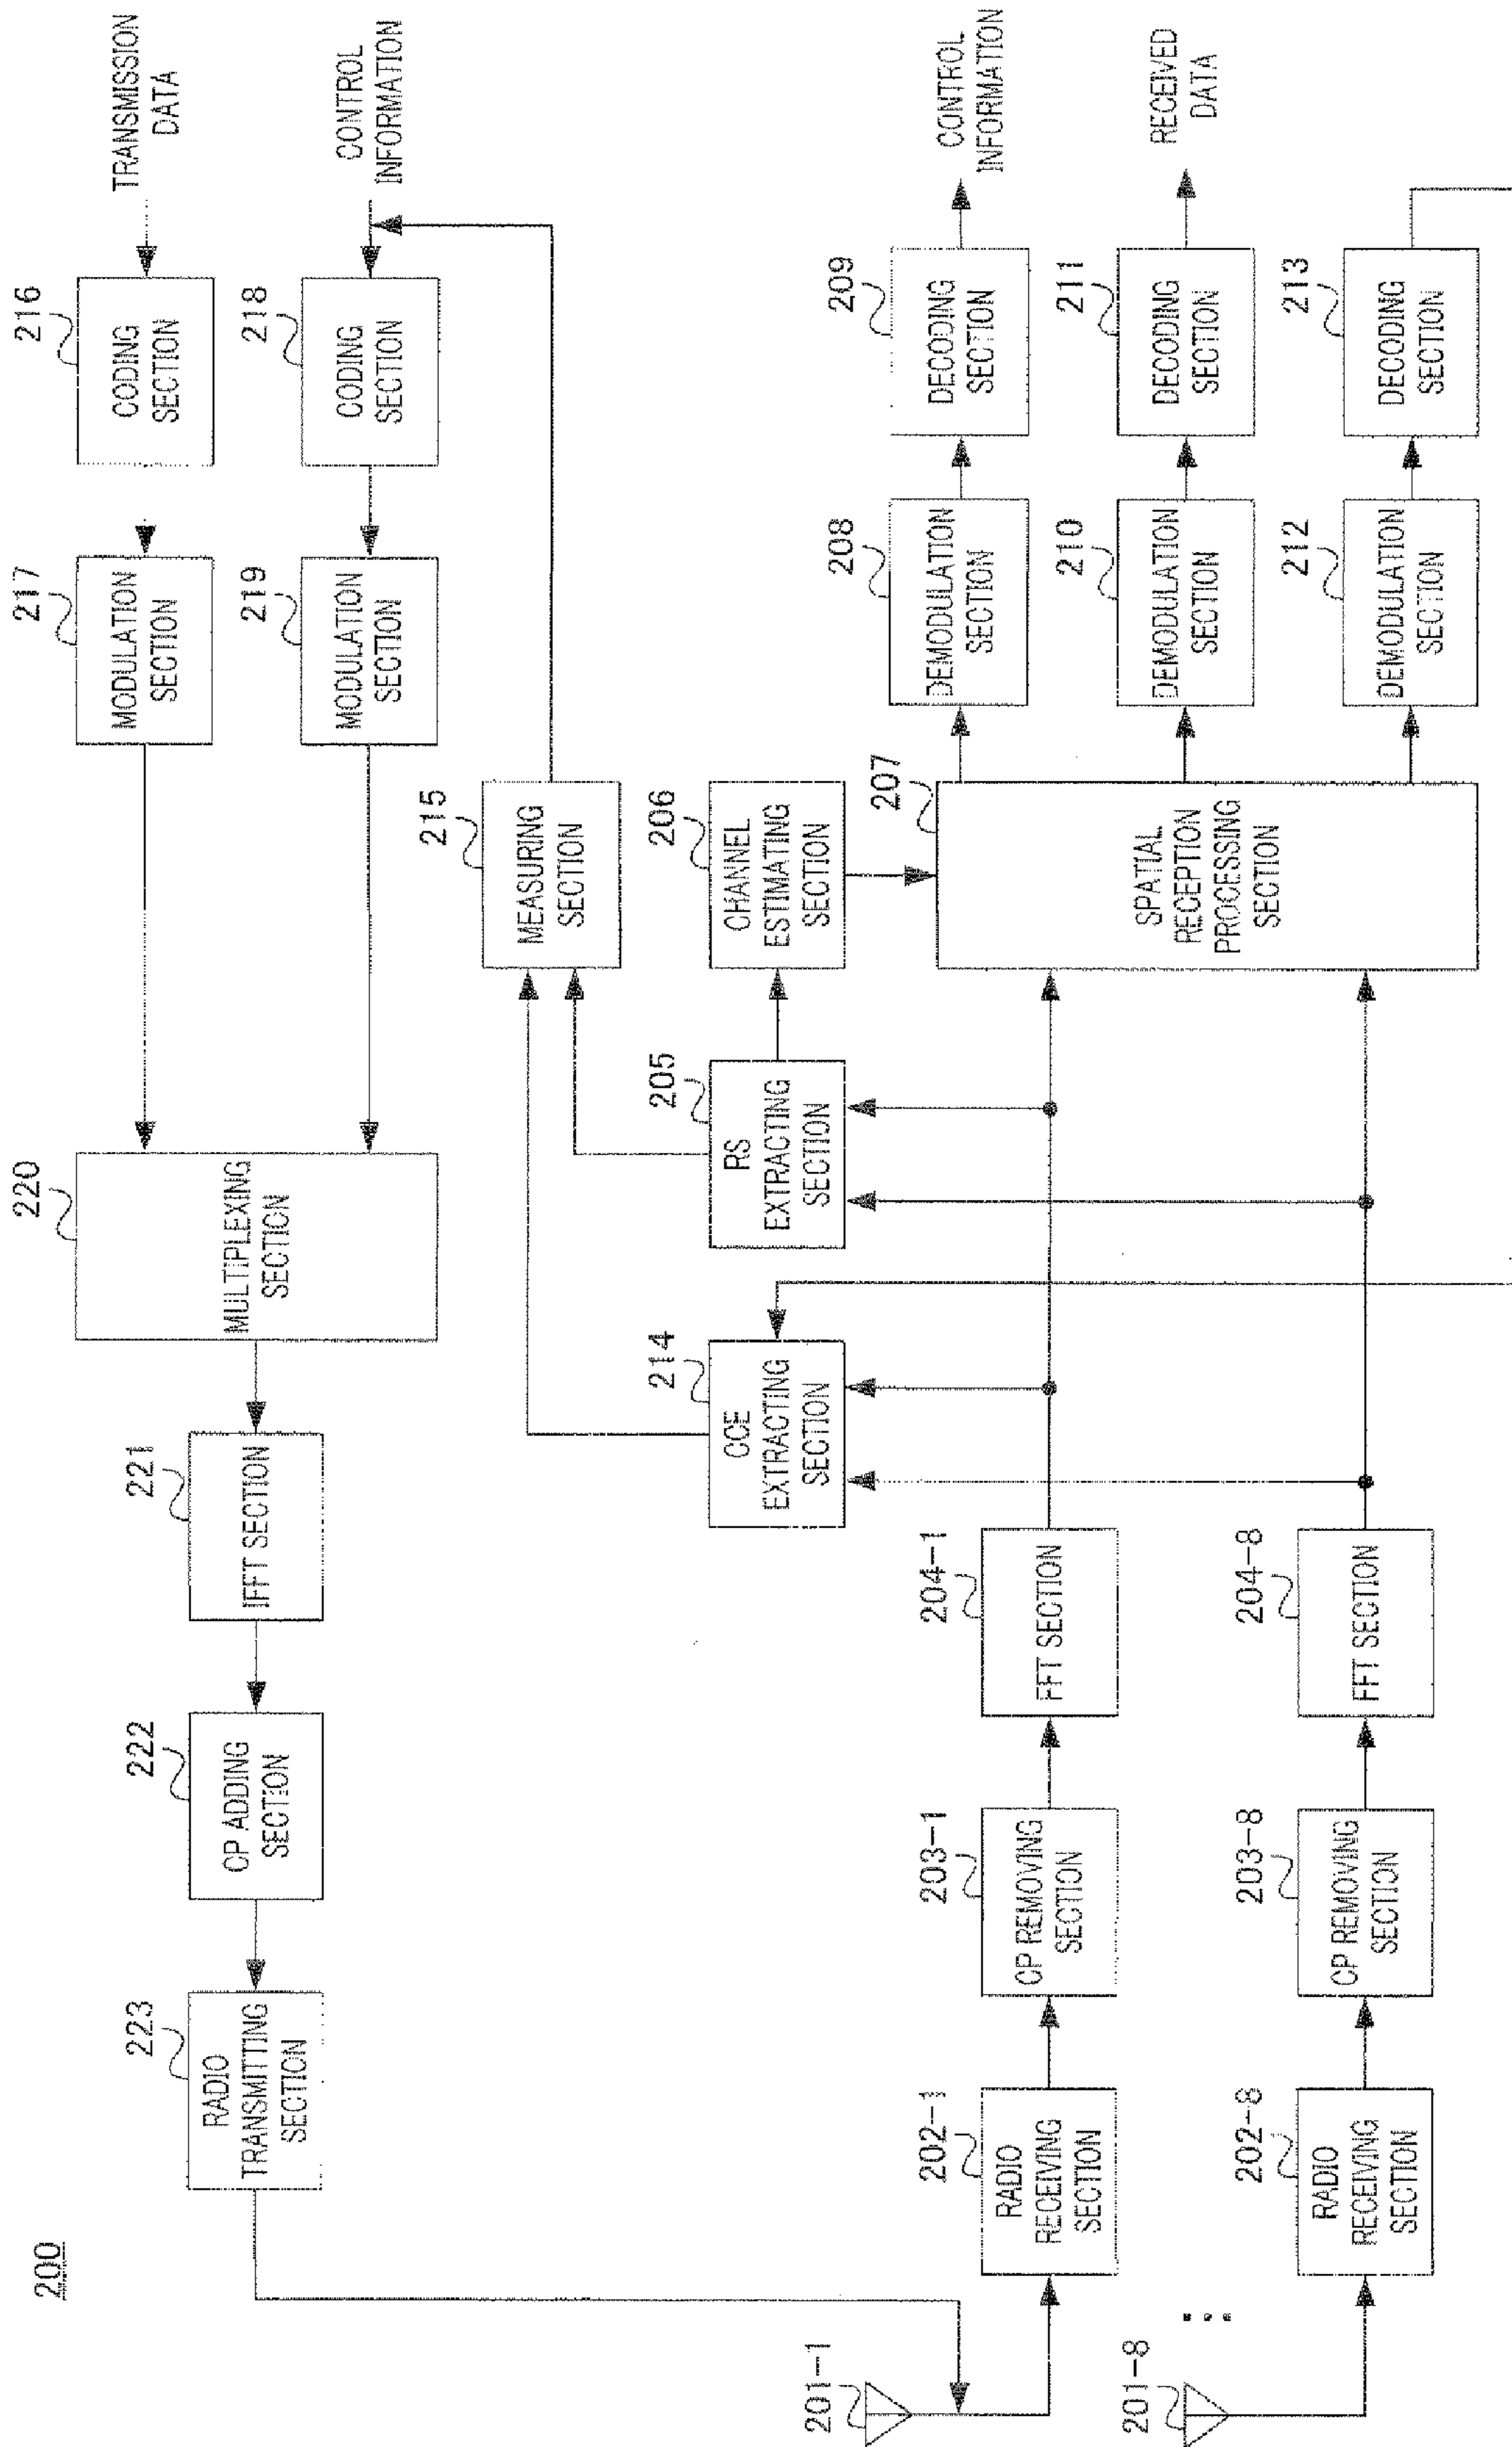 200
TRANSMISSION
DATA
216
CODING
SECTION
217
MODULATION
SECTION
CONTROL
INFORMATION
218
CODING
SECTION
219
MODULATION
SECTION
220
MULTIPLEXING
SECTION
221
IFFT SECTION
222
CP ADDING
SECTION
223
RADIO
TRANSMITTING
SECTION
215
MEASURING
SECTION
206
CHANNEL
ESTIMATING
SECTION
205
RS
EXTRACTING
SECTION
214
CCE
EXTRACTING
SECTION
201-1
202-1
RADIO
RECEIVING
SECTION
203-1
CP REMOVING
SECTION
204-1
FFT SECTION
207
SPATIAL
RECEPTION
PROCESSING
SECTION
208
DEMODULATION
SECTION
209
DECODING
SECTION
CONTROL
INFORMATION
210
DEMODULATION
SECTION
211
DECODING
SECTION
RECEIVED
DATA
201-8
202-8
RADIO
RECEIVING
SECTION
203-8
CP REMOVING
SECTION
204-8
FFT SECTION
212
DEMODULATION
SECTION
213
DECODING
SECTION